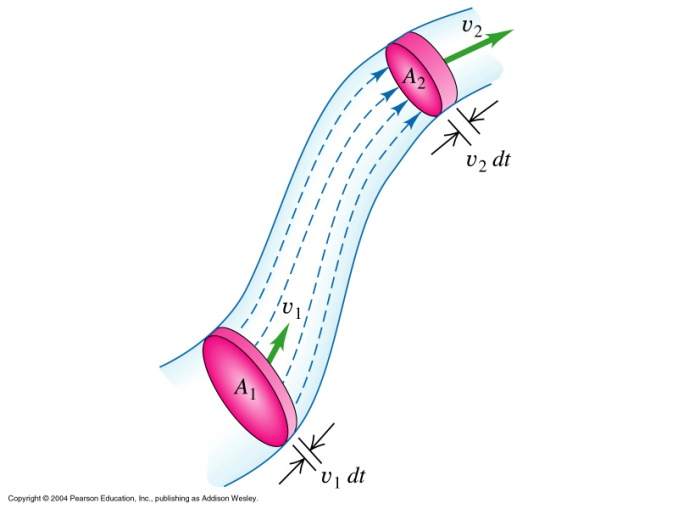 v₂
A₂
v₂ dt
v₁
A₁
v₁ dt
Copyright © 2004 Pearson Education, Inc., publishing as Addison Wesley.